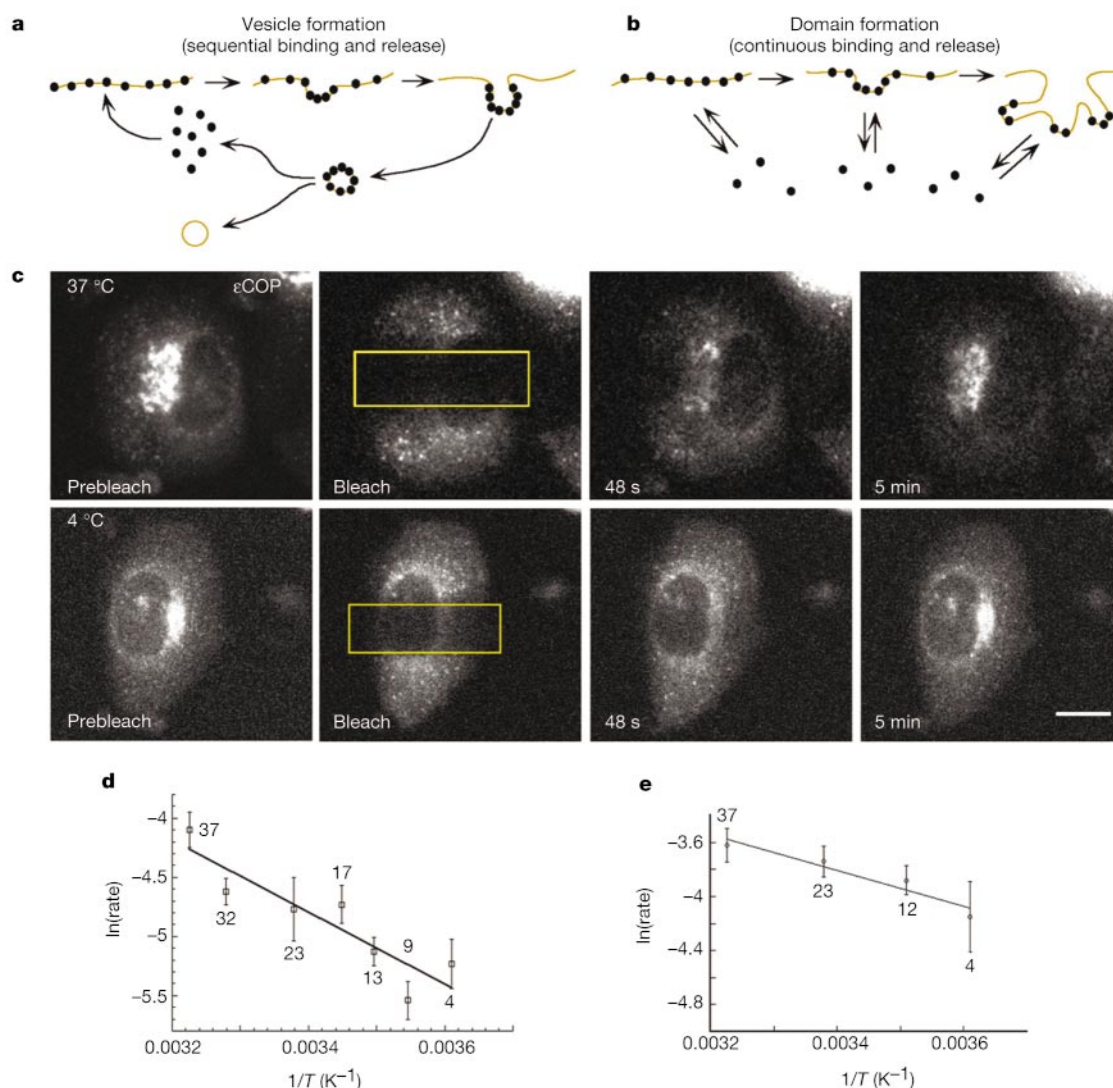 a
Vesicle formation
(sequential binding and release)
b
Domain formation
(continuous binding and release)
c
37 °C
εCOP
Prebleach
Bleach
48 s
5 min
4 °C
Prebleach
Bleach
48 s
5 min
d
ln(rate)
−4
−4.5
−5
−5.5
37
32
23
17
13
9
4
0.0032
0.0034
0.0036
1/T (K⁻¹)
e
ln(rate)
−3.6
−4
−4.4
−4.8
37
23
12
4
0.0032
0.0034
0.0036
1/T (K⁻¹)